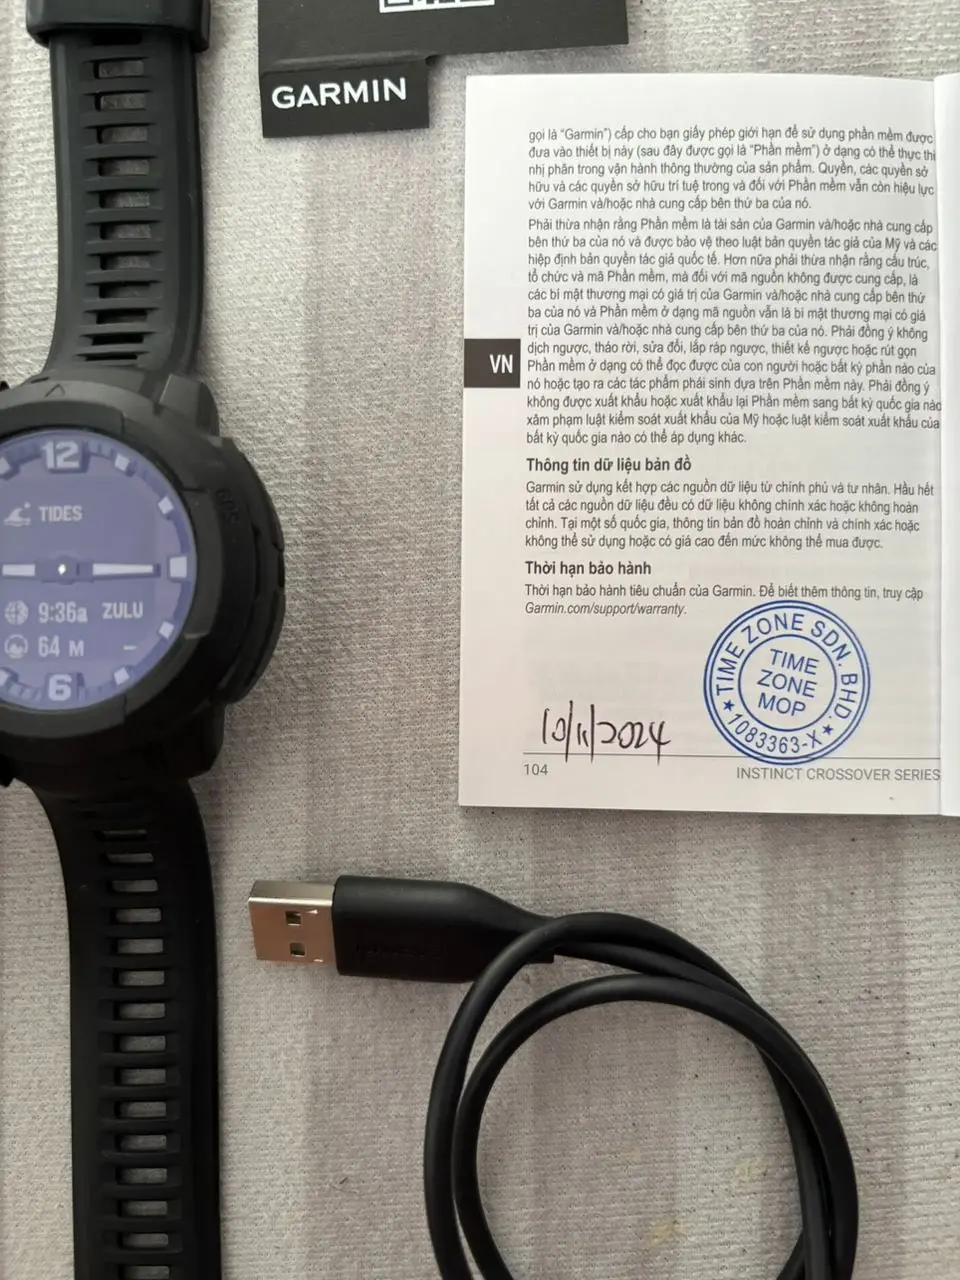 GARMIN
gọi là "Garmin") cấp cho bạn giấy phép giới hạn để sử dụng phần mềm được
đưa vào thiết bị này (sau đây được gọi là "Phần mềm") ở dạng có thể thực thi
nhị phân trong vận hành thông thường của sản phẩm. Quyền, các quyền sở
hữu và các quyền sở hữu trí tuệ trong và đối với Phần mềm vẫn còn hiệu lực
với Garmin và/hoặc nhà cung cấp bên thứ ba của nó.
Phải thừa nhận rằng Phần mềm là tài sản của Garmin và/hoặc nhà cung cấp
bên thứ ba của nó và được bảo vệ theo luật bản quyền tác giả của Mỹ và các
hiệp định bản quyền tác giả quốc tế. Hơn nữa phải thừa nhận rằng cấu trúc,
tổ chức và mã Phần mềm, mà đối với mã nguồn không được cung cấp, là
các bí mật thương mại có giá trị của Garmin và/hoặc nhà cung cấp bên thứ
ba của nó và Phần mềm ở dạng mã nguồn vẫn là bí mật thương mại có giá
trị của Garmin và/hoặc nhà cung cấp bên thứ ba của nó. Phải đồng ý không
dịch ngược, tháo rời, sửa đổi, lắp ráp ngược, thiết kế ngược hoặc rút gọn
Phần mềm ở dạng có thể đọc được của con người hoặc bất kỳ phần nào của
nó hoặc tạo ra các tác phẩm phái sinh dựa trên Phần mềm này. Phải đồng ý
không được xuất khẩu hoặc xuất khẩu lại Phần mềm sang bất kỳ quốc gia nào
xâm phạm luật kiểm soát xuất khẩu của Mỹ hoặc luật kiểm soát xuất khẩu của
bất kỳ quốc gia nào có thể áp dụng khác.
VN
Thông tin dữ liệu bản đồ
Garmin sử dụng kết hợp các nguồn dữ liệu từ chính phủ và tư nhân. Hầu hết
tất cả các nguồn dữ liệu đều có dữ liệu không chính xác hoặc không hoàn
chỉnh. Tại một số quốc gia, thông tin bản đồ hoàn chỉnh và chính xác hoặc
không thể sử dụng hoặc có giá cao đến mức không thể mua được.
Thời hạn bảo hành
Thời hạn bảo hành tiêu chuẩn của Garmin. Để biết thêm thông tin, truy cập
Garmin.com/support/warranty.
TIME ZONE SDN. BHD.
TIME
ZONE
MOP
★ 1083363-X ★
10/11/2024
104
INSTINCT CROSSOVER SERIES
12
TIDES
9:36a ZULU
64 M --
6
GPS